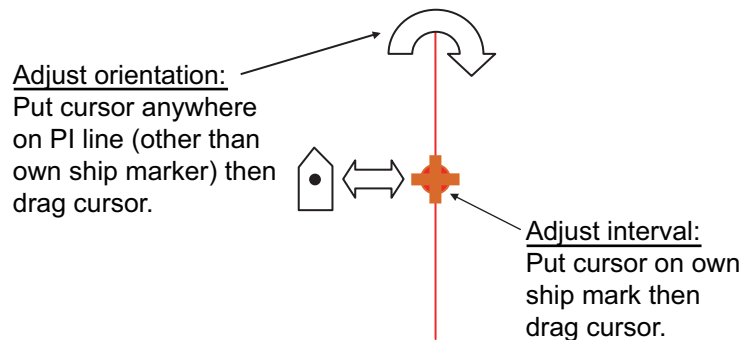 Adjust orientation:
Put cursor anywhere
on PI line (other than
own ship marker) then
drag cursor.
Adjust interval:
Put cursor on own
ship mark then
drag cursor.